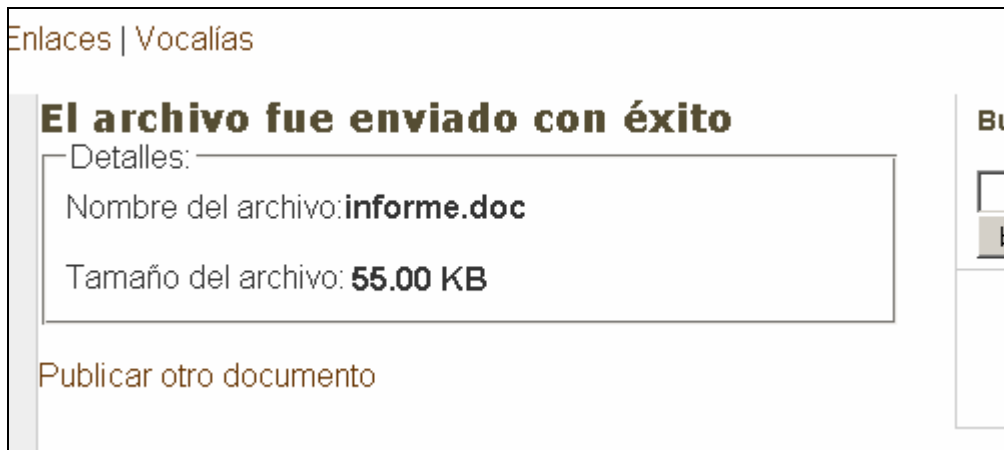 Enlaces | Vocalías
El archivo fue enviado con éxito
Detalles:
Nombre del archivo:informe.doc
Tamaño del archivo: 55.00 KB
Publicar otro documento